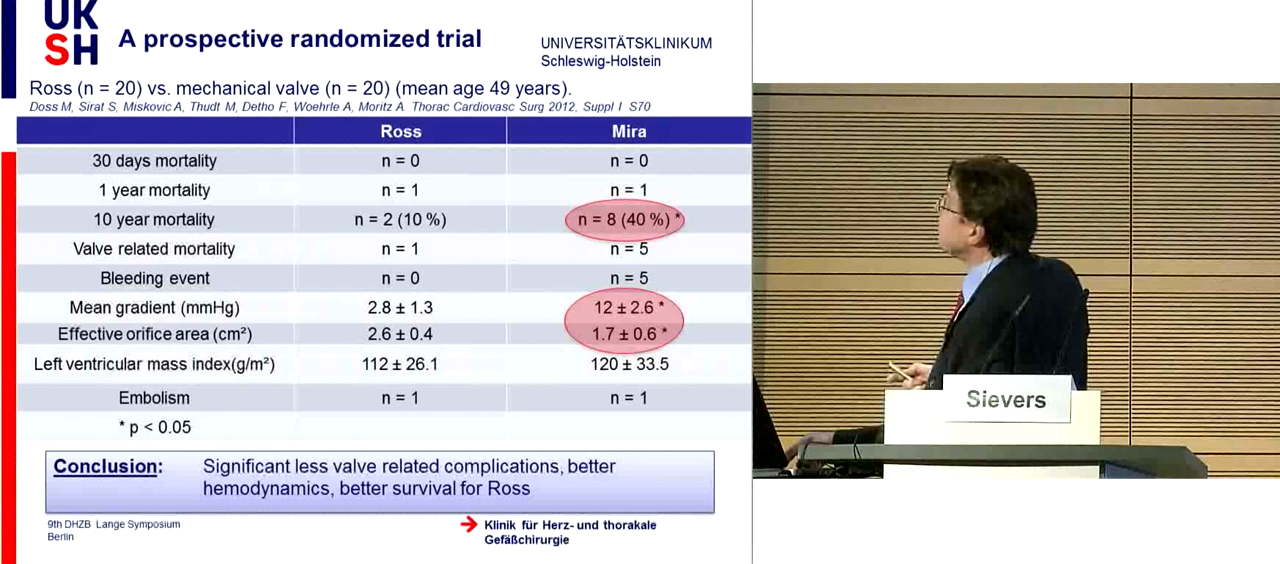 UK
SH
A prospective randomized trial
UNIVERSITÄTSKLINIKUM
Schleswig-Holstein
Ross (n = 20) vs. mechanical valve (n = 20) (mean age 49 years).
Doss M, Sirat S, Miskovic A, Thudt M, Detho F, Woehrle A, Moritz A Thorac Cardiovasc Surg 2012, Suppl I S70
Ross Mira
30 days mortality n = 0 n = 0
1 year mortality n = 1 n = 1
10 year mortality n = 2 (10 %) n = 8 (40 %) *
Valve related mortality n = 1 n = 5
Bleeding event n = 0 n = 5
Mean gradient (mmHg) 2.8 ± 1.3 12 ± 2.6 *
Effective orifice area (cm²) 2.6 ± 0.4 1.7 ± 0.6 *
Left ventricular mass index(g/m²) 112 ± 26.1 120 ± 33.5
Embolism n = 1 n = 1
* p < 0.05
Conclusion: Significant less valve related complications, better
hemodynamics, better survival for Ross
9th DHZB Lange Symposium
Berlin
Klinik für Herz- und thorakale
Gefäßchirurgie
Sievers